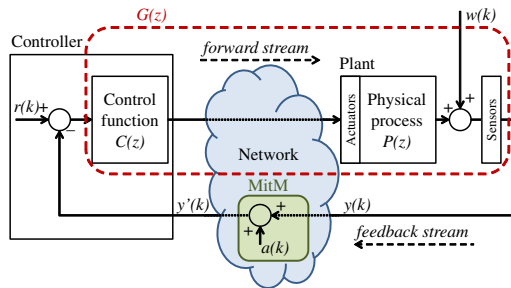 G(z)
w(k)
Controller
forward stream
Plant
r(k)
+
−
Control
function
C(z)
Actuators
Physical
process
P(z)
+
+
Sensors
Network
MitM
y'(k)
+
+
a(k)
y(k)
feedback stream